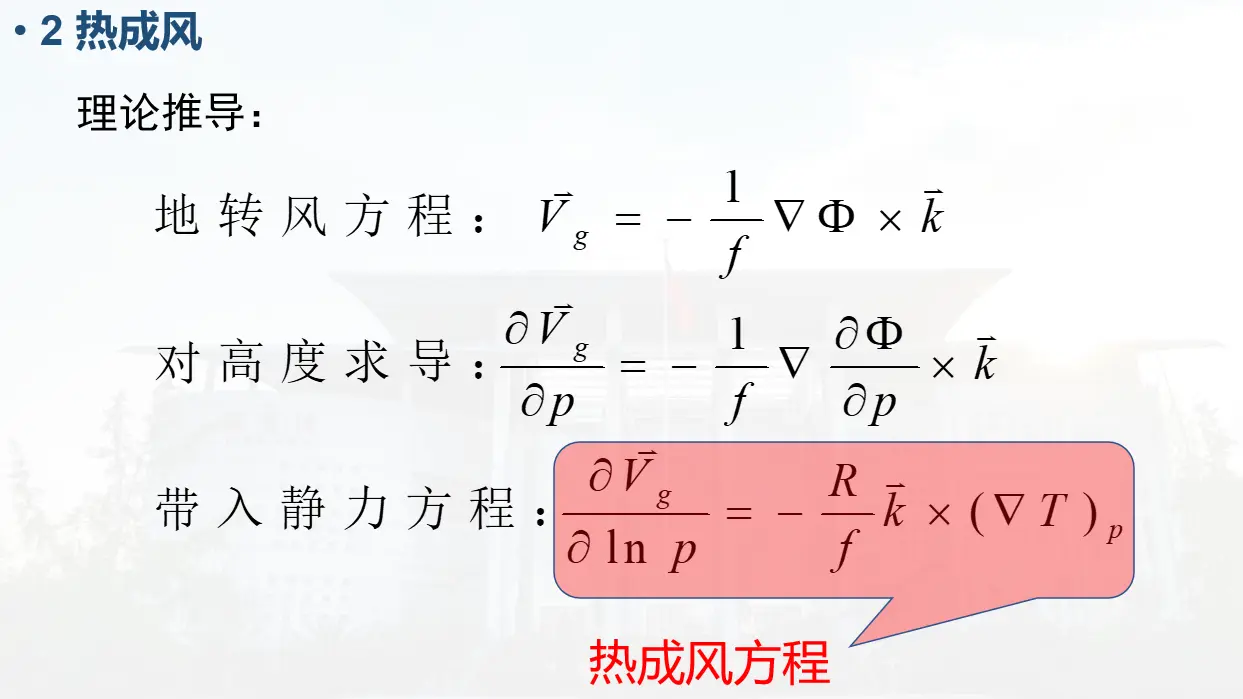 • 2 热成风
理论推导：
地转风方程： $\vec{V}_g = -\frac{1}{f} \nabla \Phi \times \vec{k}$
对高度求导： $\frac{\partial \vec{V}_g}{\partial p} = -\frac{1}{f} \nabla \frac{\partial \Phi}{\partial p} \times \vec{k}$
带入静力方程： $\frac{\partial \vec{V}_g}{\partial \ln p} = -\frac{R}{f} \vec{k} \times (\nabla T)_p$
热成风方程